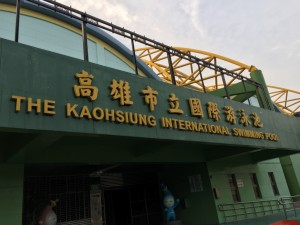 高雄市立國際游泳池
THE KAOHSIUNG INTERNATIONAL SWIMMING POOL